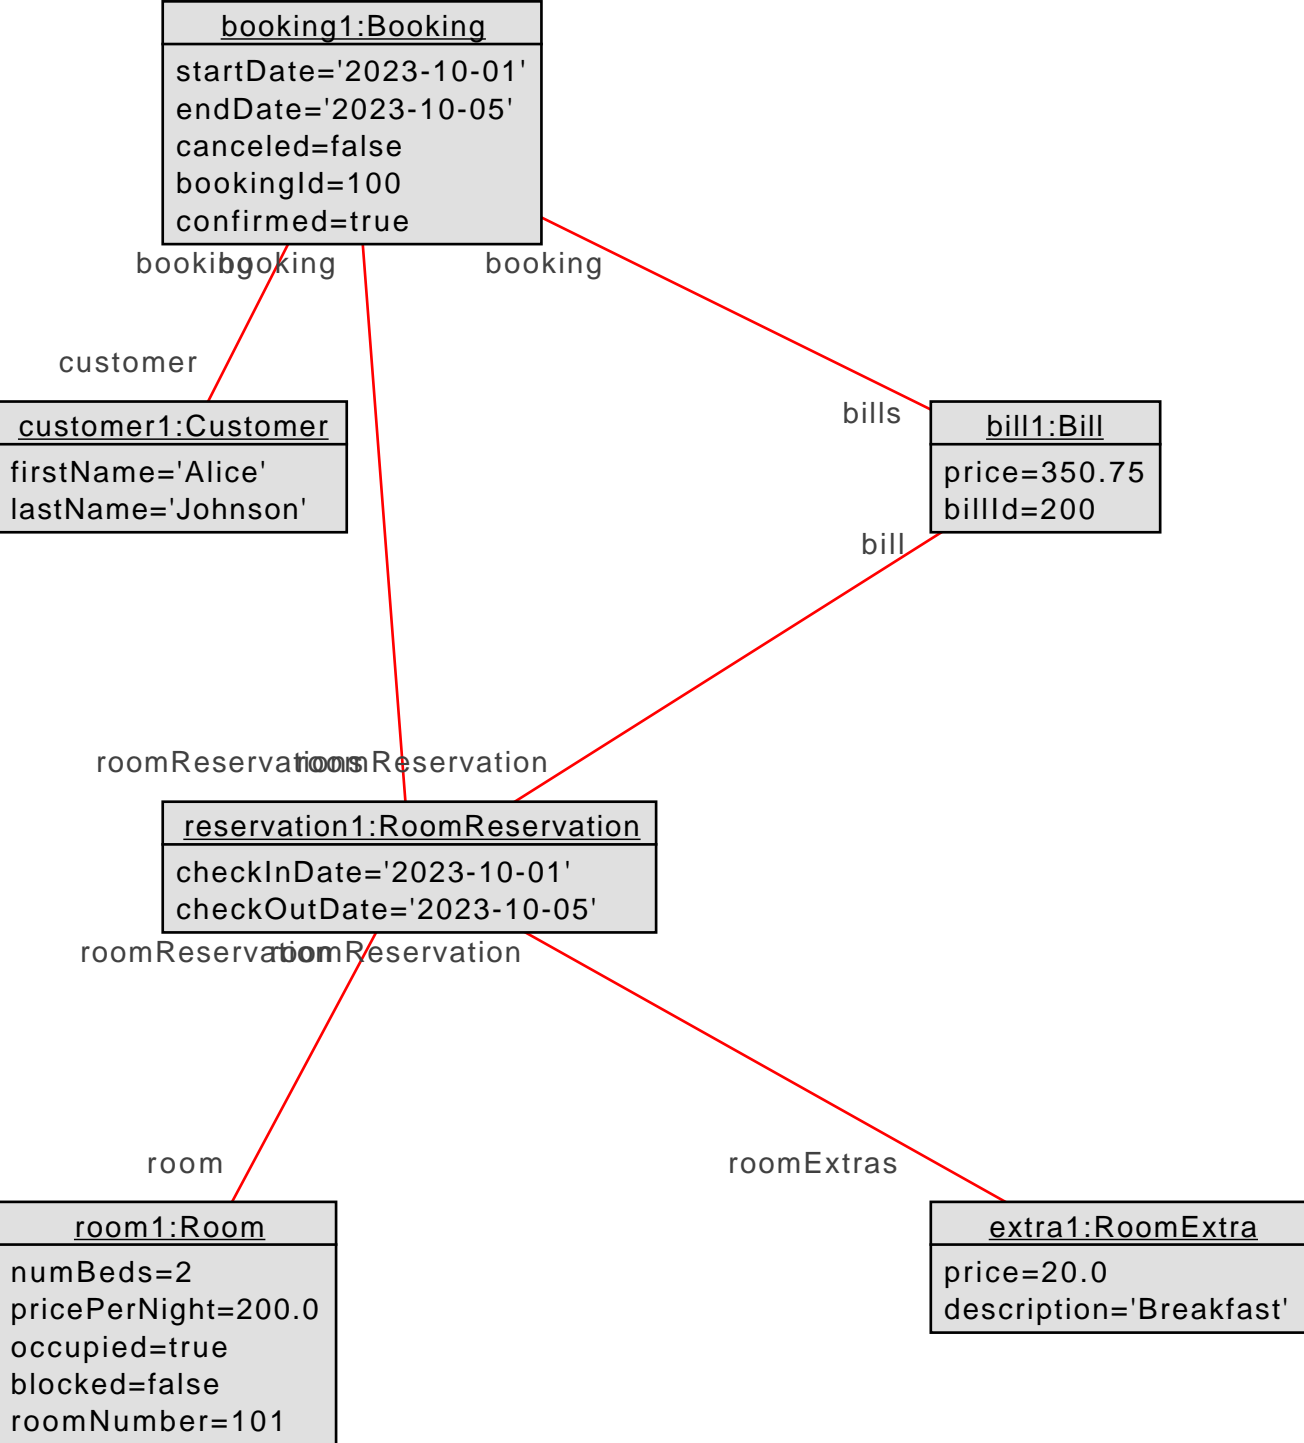 booking1:Booking
startDate='2023-10-01'
endDate='2023-10-05'
canceled=false
bookingId=100
confirmed=true
booking
booking
booking
customer
customer1:Customer
firstName='Alice'
lastName='Johnson'
bills
bill1:Bill
price=350.75
billId=200
bill
roomReservations
roomReservation
reservation1:RoomReservation
checkInDate='2023-10-01'
checkOutDate='2023-10-05'
roomReservation
roomReservation
room
roomExtras
room1:Room
numBeds=2
pricePerNight=200.0
occupied=true
blocked=false
roomNumber=101
extra1:RoomExtra
price=20.0
description='Breakfast'